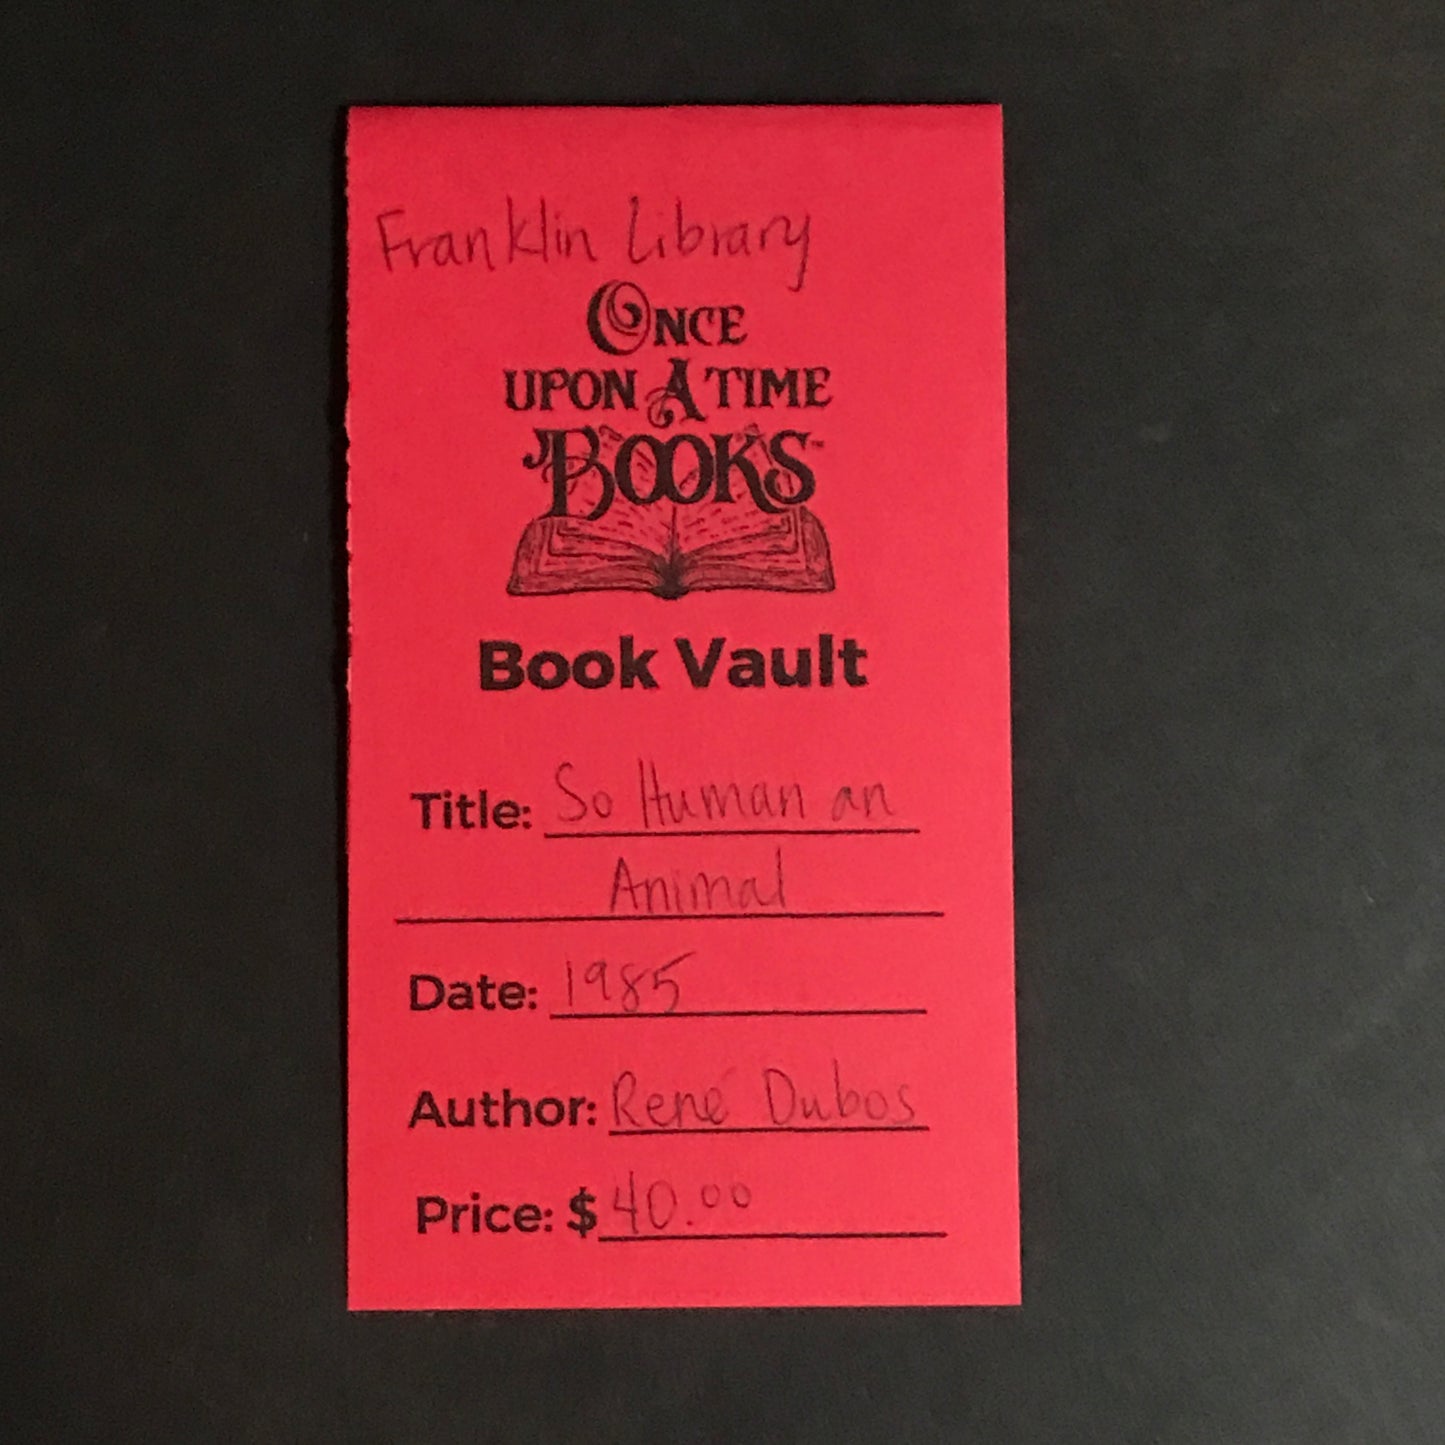 Franklin Library
ONCE
UPON A TIME
BOOKS™
Book Vault
Title: So Human an
Animal
Date: 1985
Author: René Dubos
Price: $40.00